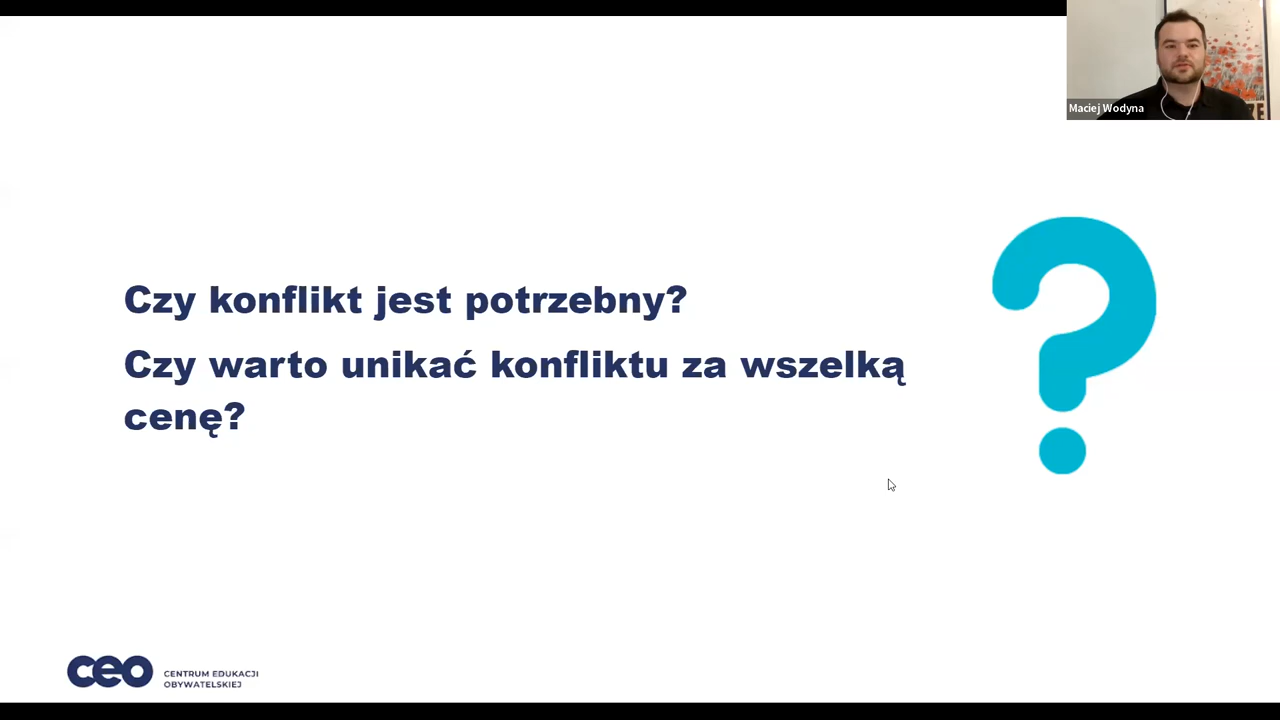 Maciej Wodyna
Czy konflikt jest potrzebny?
Czy warto unikać konfliktu za wszelką
cenę?
ceo
CENTRUM EDUKACJI
OBYWATELSKIEJ